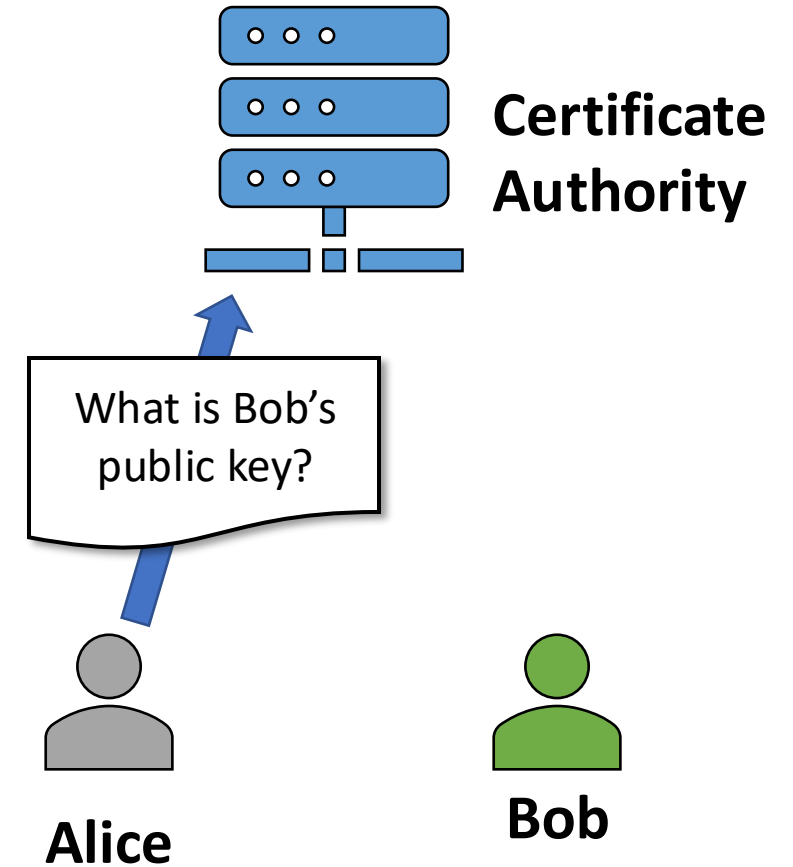 Certificate
Authority
What is Bob’s
public key?
Bob
Alice